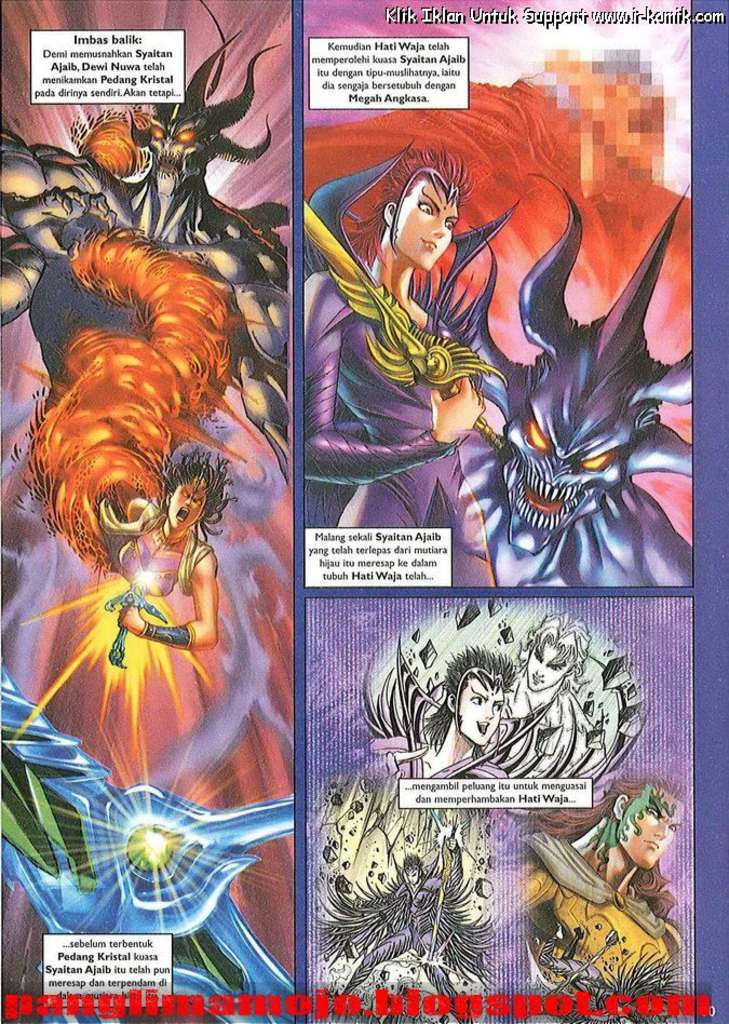 Klik Iklan Untuk Support www.i-komik.com
Imbas balik:
Demi memusnahkan Syaitan
Ajaib, Dewi Nuwa telah
menikamkan Pedang Kristal
pada dirinya sendiri. Akan tetapi...
...sebelum terbentuk
Pedang Kristal kuasa
Syaitan Ajaib itu telah pun
meresap dan terpendam di
dalam mutiara
Kemudian Hati Waja telah
memperolehi kuasa Syaitan Ajaib
itu dengan tipu-muslihatnya, iaitu
dia sengaja bersetubuh dengan
Megah Angkasa.
Malang sekali Syaitan Ajaib
yang telah terlepas dari mutiara
hijau itu meresap ke dalam
tubuh Hati Waja telah...
...mengambil peluang itu untuk menguasai
dan memperhambakan Hati Waja...
panglimamojo.blogspot.com